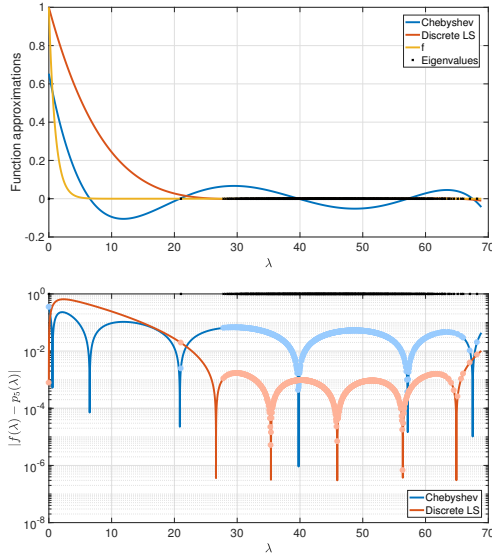 1
0.8
0.6
0.4
0.2
0
-0.2
Function approximations
Chebyshev
Discrete LS
f
Eigenvalues
0 10 20 30 40 50 60 70
λ
10^0
10^-2
10^-4
10^-6
10^-8
|f(λ) − p_5(λ)|
Chebyshev
Discrete LS
0 10 20 30 40 50 60 70
λ